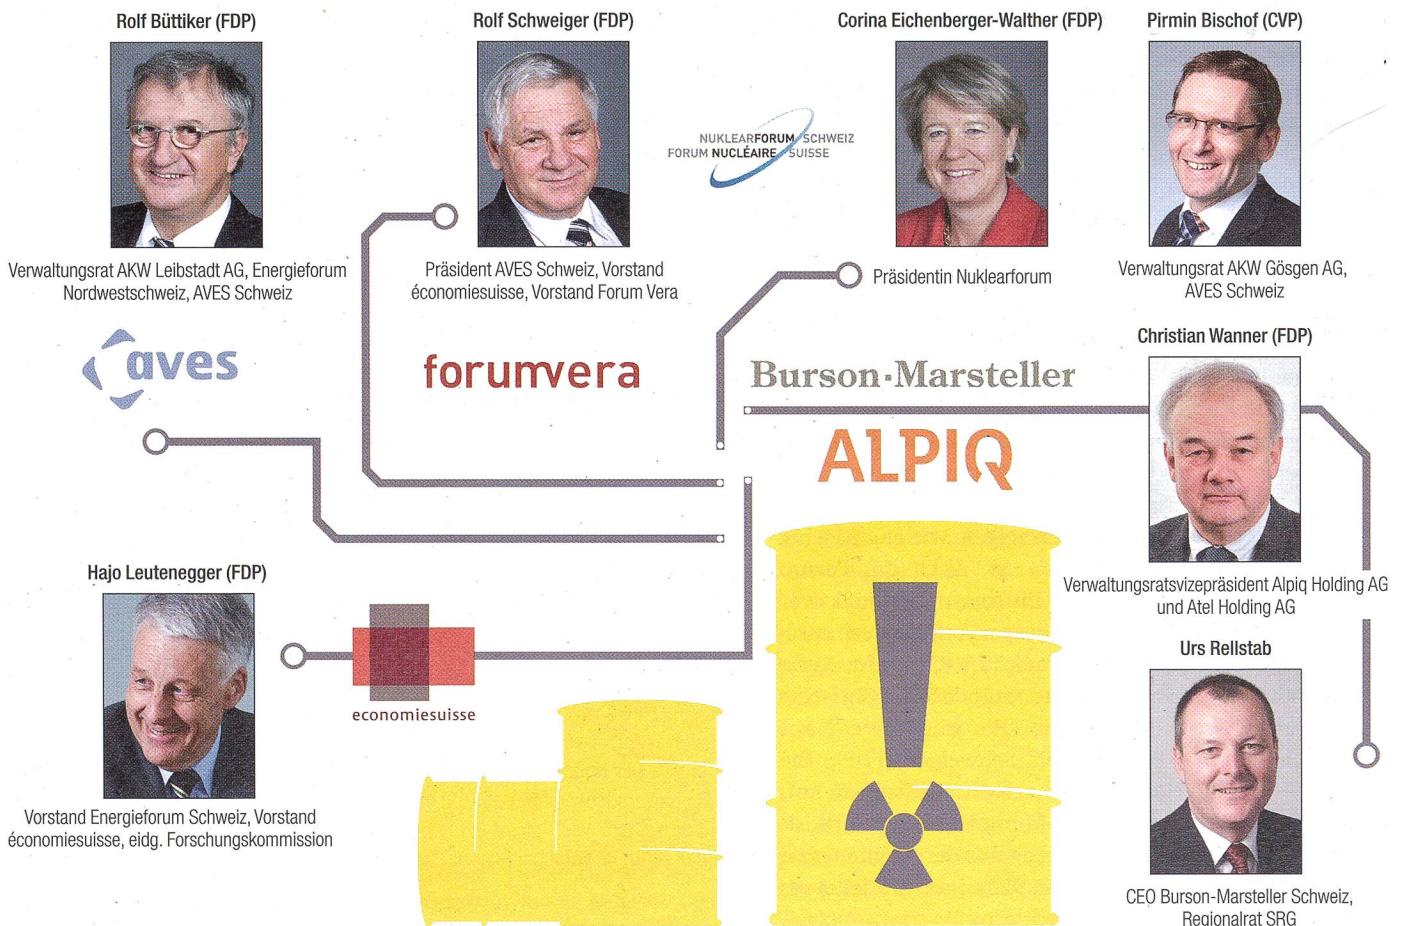 Rolf Büttiker (FDP)
Verwaltungsrat AKW Leibstadt AG, Energieforum
Nordwestschweiz, AVES Schweiz
Rolf Schweiger (FDP)
Präsident AVES Schweiz, Vorstand
économiesuisse, Vorstand Forum Vera
NUKLEARFORUM SCHWEIZ
FORUM NUCLÉAIRE SUISSE
Corina Eichenberger-Walther (FDP)
Präsidentin Nuklearforum
Pirmin Bischof (CVP)
Verwaltungsrat AKW Gösgen AG,
AVES Schweiz
aves
forumvera
Burson-Marsteller
ALPIQ
Christian Wanner (FDP)
Verwaltungsratsvizepräsident Alpiq Holding AG
und Atel Holding AG
Hajo Leutenegger (FDP)
Vorstand Energieforum Schweiz, Vorstand
économiesuisse, eidg. Forschungskommission
economiesuisse
Urs Rellstab
CEO Burson-Marsteller Schweiz,
Regionalrat SRG